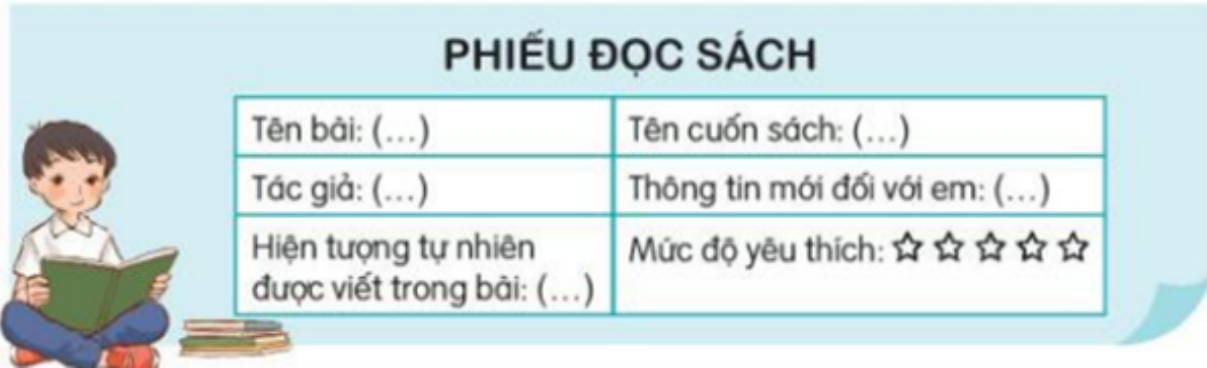 PHIẾU ĐỌC SÁCH
Tên bài: (...)
Tên cuốn sách: (...)
Tác giả: (...)
Thông tin mới đối với em: (...)
Hiện tượng tự nhiên
được viết trong bài: (...)
Mức độ yêu thích: ☆ ☆ ☆ ☆ ☆